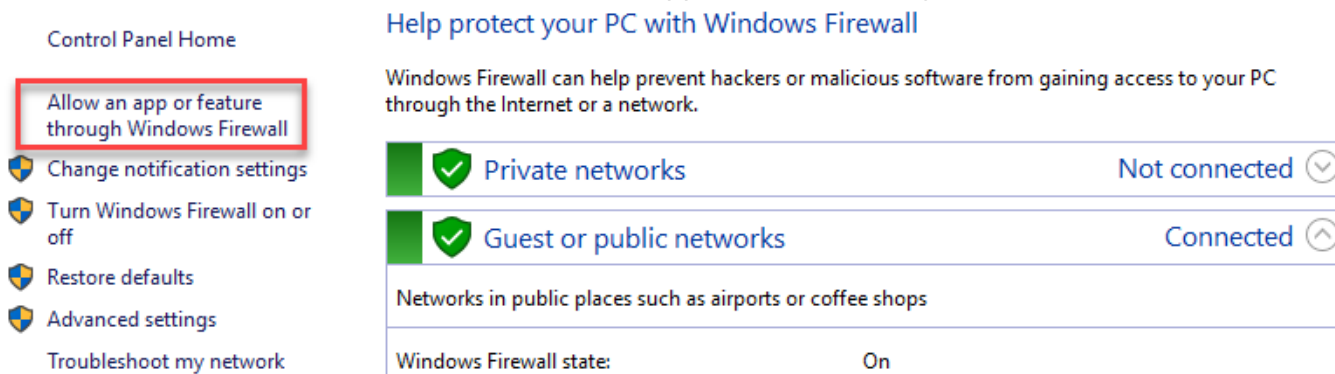 Control Panel Home
Allow an app or feature
through Windows Firewall
Change notification settings
Turn Windows Firewall on or
off
Restore defaults
Advanced settings
Troubleshoot my network
Help protect your PC with Windows Firewall
Windows Firewall can help prevent hackers or malicious software from gaining access to your PC
through the Internet or a network.
Private networks Not connected
Guest or public networks Connected
Networks in public places such as airports or coffee shops
Windows Firewall state: On